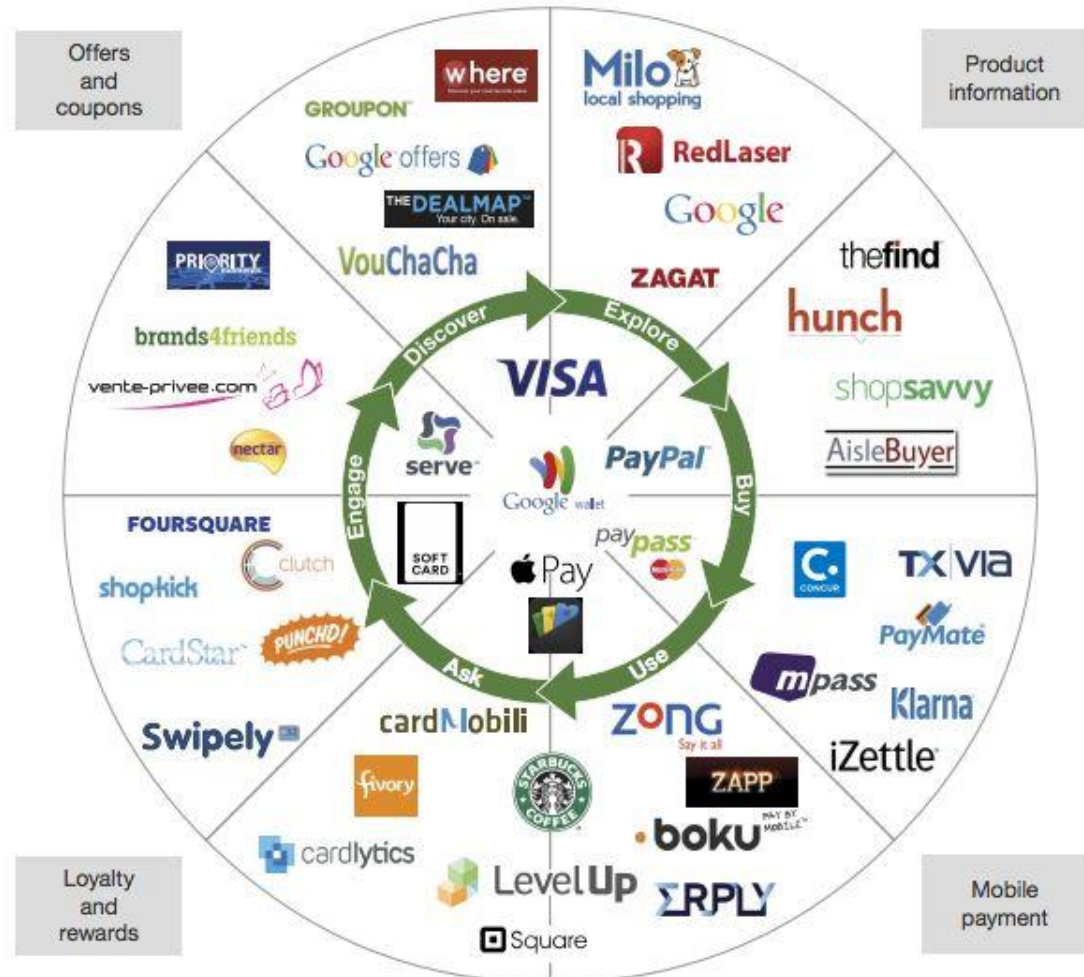 Offers
and
coupons
Product
information
where
GROUPON
Google offers
THE DEALMAP
Your city. On sale.
VouChaCha
Milo
local shopping
R RedLaser
Google
ZAGAT
PRIORITY
brands4friends
vente-privee.com
nectar
thefind
hunch
shopsavvy
AisleBuyer
Discover
Explore
Buy
Use
Ask
Engage
VISA
serve
Google wallet
PayPal
SOFT
CARD
Pay
paypass
MasterCard
FOURSQUARE
C clutch
shopkick
CardStar
PUNCHD!
Swipely
C.
CONCUR
TXVIA
PayMate
mpass
Klarna
iZettle
cardMobili
fivory
cardlytics
STARBUCKS
COFFEE
LevelUp
Square
ZONG
Say it all
ZAPP
boku
PAY BY
MOBILE
ERPLY
Loyalty
and
rewards
Mobile
payment